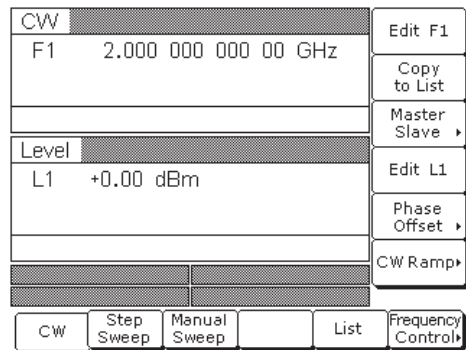 CW
F1 2.000 000 000 00 GHz
Level
L1 +0.00 dBm
Edit F1
Copy
to List
Master
Slave
Edit L1
Phase
Offset
CW Ramp
CW
Step
Sweep
Manual
Sweep
List
Frequency
Control